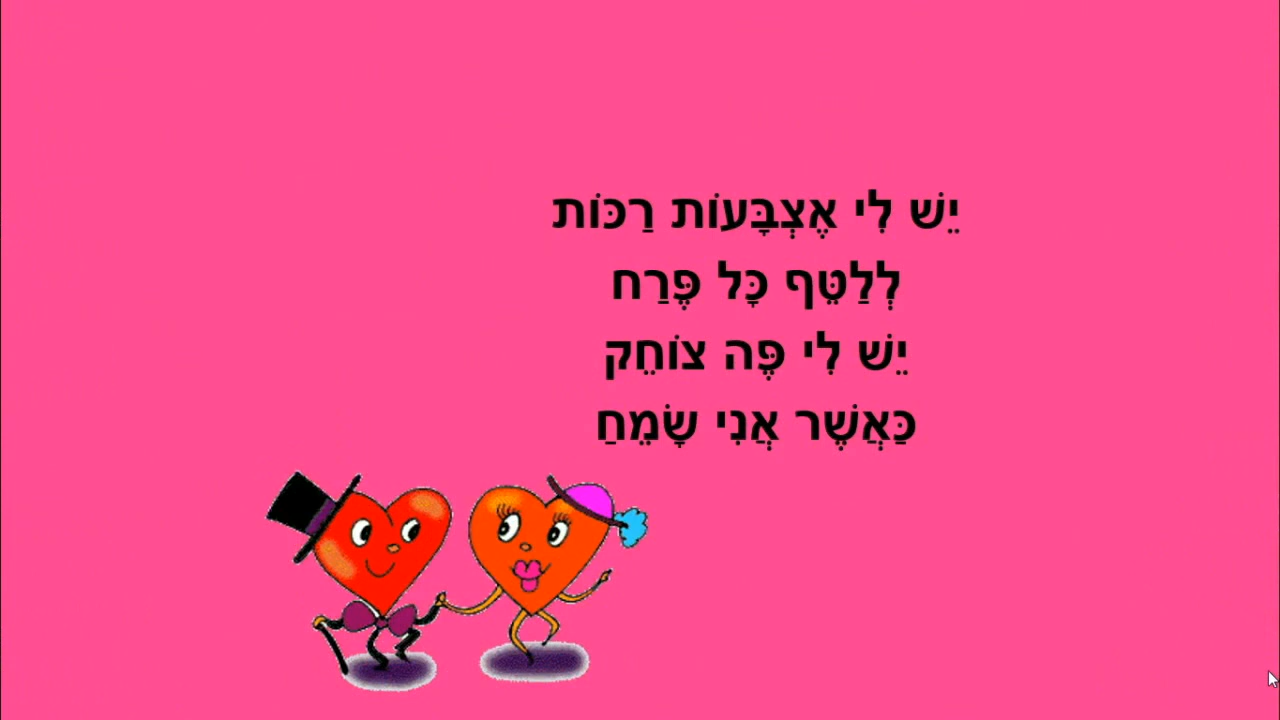 יֵשׁ לִי אֶצְבָּעוֹת רַכּוֹת
לְלַטֵּף כָּל פֶּרַח
יֵשׁ לִי פֶּה צוֹחֵק
כַּאֲשֶׁר אֲנִי שָׂמֵחַ